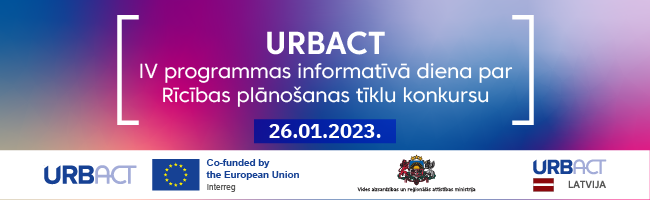 URBACT
IV programmas informatīvā diena par
Rīcības plānošanas tīklu konkursu
26.01.2023.
URBACT
Co-funded by
the European Union
Interreg
Vides aizsardzības un reģionālās attīstības ministrija
URBACT
LATVIJA